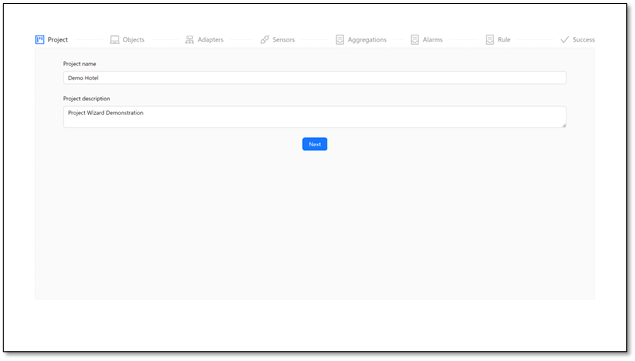 Project Objects Adapters Sensors Aggregations Alarms Rule Success
Project name
Demo Hotel
Project description
Project Wizard Demonstration
Next